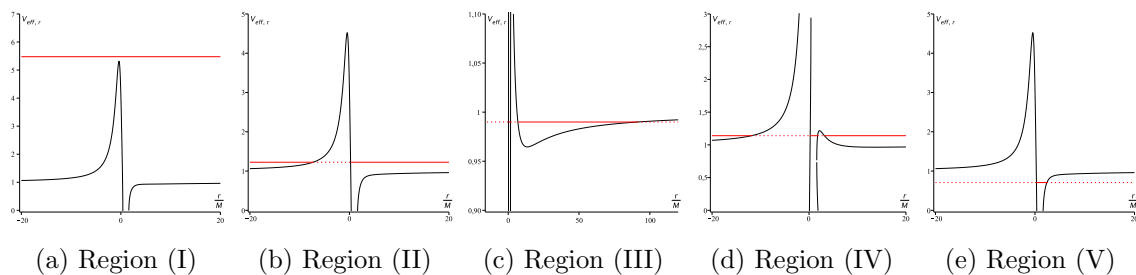 V_eff, r V_eff, r V_eff, r V_eff, r V_eff, r
7 6 5 4 3 2 1 0 −20 0 20 r/M
5 4 3 2 1 0 −20 0 20 r/M
1,10 1,05 1 0,95 0,90 0 50 100 r/M
3 2,5 2 1,5 1 0,5 0 −20 0 20 r/M
5 4 3 2 1 0 −20 0 20 r/M
(a) Region (I) (b) Region (II) (c) Region (III) (d) Region (IV) (e) Region (V)